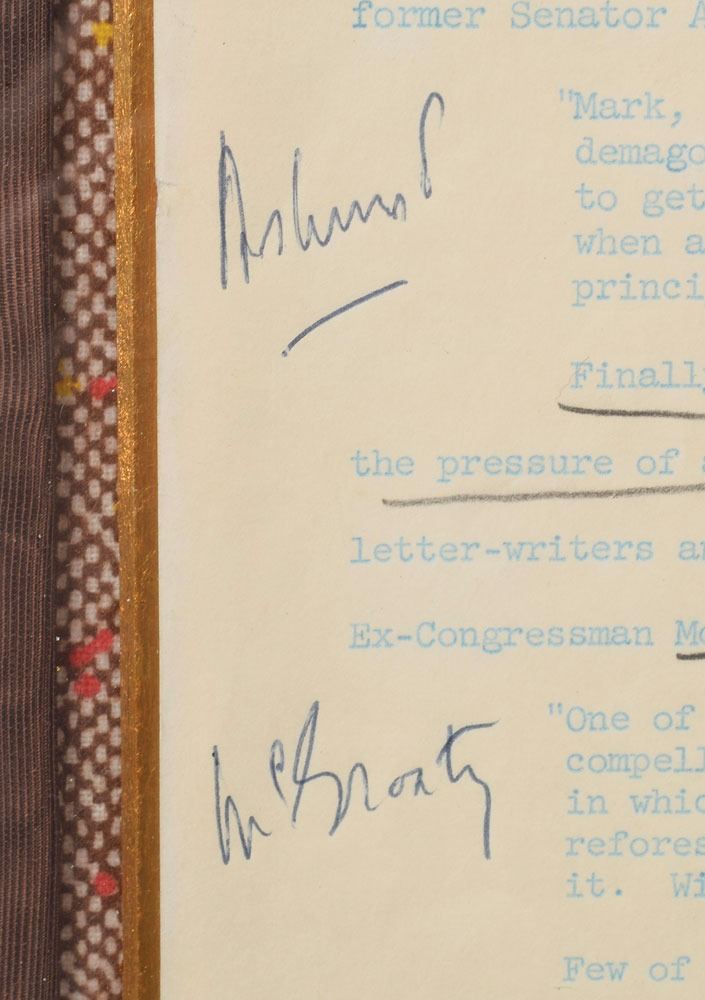 former Senator A
"Mark,
demago
to get
when a
princi
Ashurst
Finally
the pressure of a
letter-writers a
Ex-Congressman Mc
"One of
compell
in whic
refores
it. Wi
McGroaty
Few of